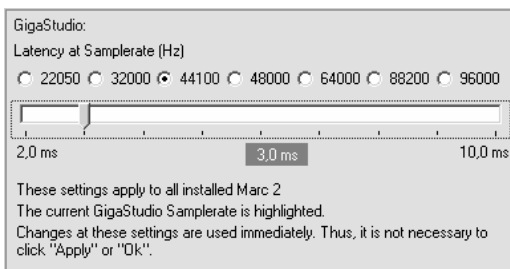 GigaStudio:
Latency at Samplerate (Hz)
22050 32000 44100 48000 64000 88200 96000
2,0 ms 3,0 ms 10,0 ms
These settings apply to all installed Marc 2
The current GigaStudio Samplerate is highlighted.
Changes at these settings are used immediately. Thus, it is not necessary to
click "Apply" or "Ok".